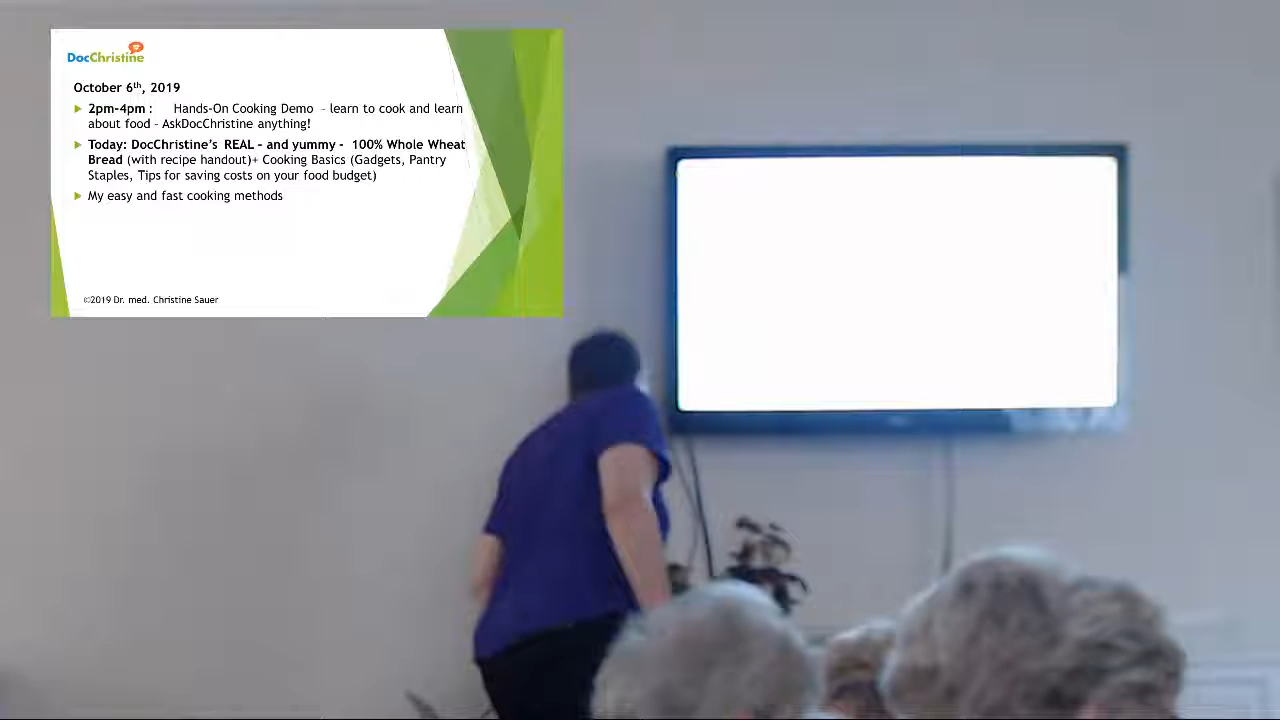 DocChristine
October 6th, 2019
2pm-4pm : Hands-On Cooking Demo - learn to cook and learn
about food - AskDocChristine anything!
Today: DocChristine's REAL - and yummy - 100% Whole Wheat
Bread (with recipe handout)+ Cooking Basics (Gadgets, Pantry
Staples, Tips for saving costs on your food budget)
My easy and fast cooking methods
©2019 Dr. med. Christine Sauer